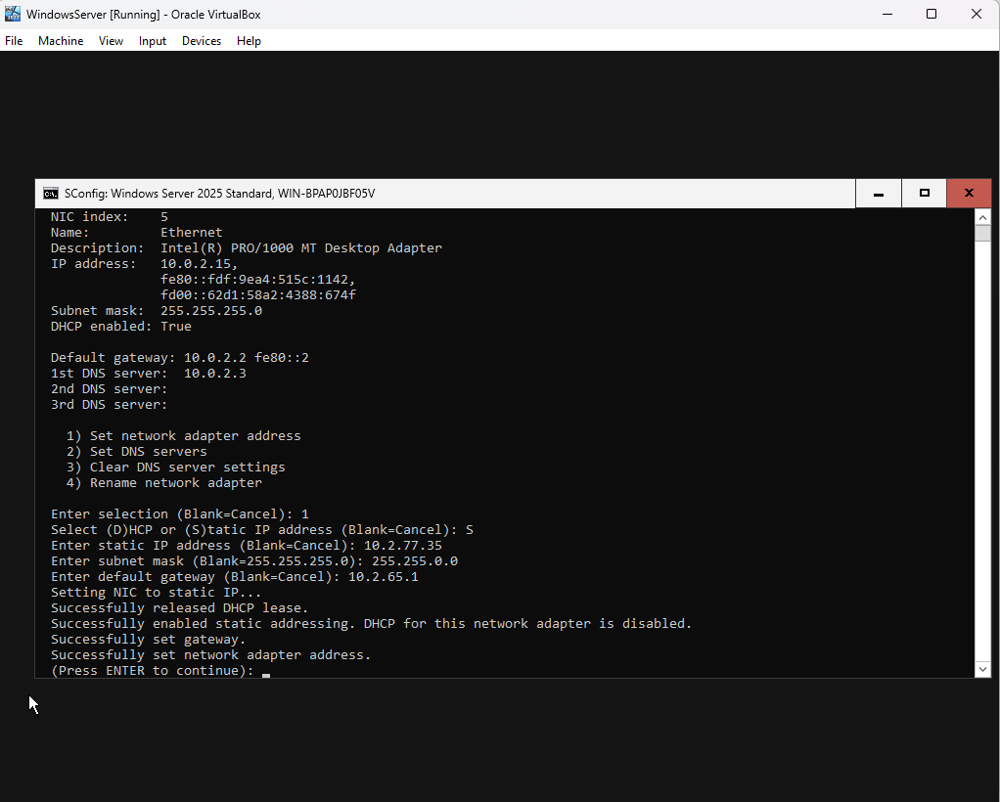 WindowsServer [Running] - Oracle VirtualBox
File Machine View Input Devices Help
SConfig: Windows Server 2025 Standard, WIN-BPAP0JBF05V
NIC index: 5
Name: Ethernet
Description: Intel(R) PRO/1000 MT Desktop Adapter
IP address: 10.0.2.15,
fe80::fdf:9ea4:515c:1142,
fd00::62d1:58a2:4388:674f
Subnet mask: 255.255.255.0
DHCP enabled: True
Default gateway: 10.0.2.2 fe80::2
1st DNS server: 10.0.2.3
2nd DNS server:
3rd DNS server:
1) Set network adapter address
2) Set DNS servers
3) Clear DNS server settings
4) Rename network adapter
Enter selection (Blank=Cancel): 1
Select (D)HCP or (S)tatic IP address (Blank=Cancel): S
Enter static IP address (Blank=Cancel): 10.2.77.35
Enter subnet mask (Blank=255.255.255.0): 255.255.0.0
Enter default gateway (Blank=Cancel): 10.2.65.1
Setting NIC to static IP...
Successfully released DHCP lease.
Successfully enabled static addressing. DHCP for this network adapter is disabled.
Successfully set gateway.
Successfully set network adapter address.
(Press ENTER to continue):